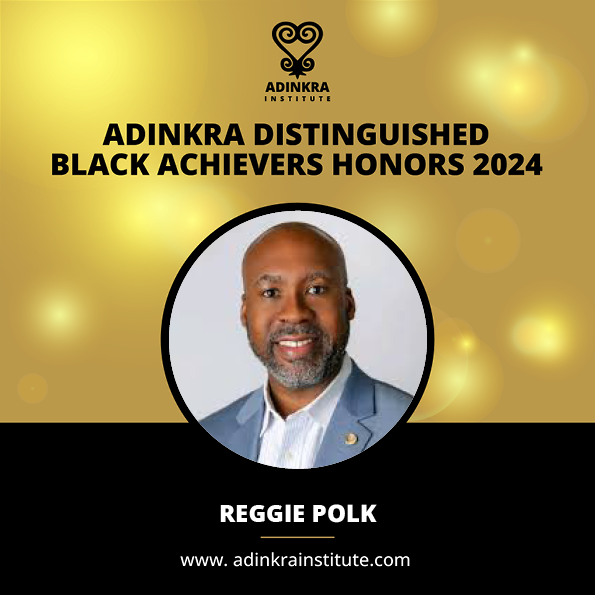 ADINKRA
INSTITUTE
ADINKRA DISTINGUISHED
BLACK ACHIEVERS HONORS 2024
REGGIE POLK
www. adinkrainstitute.com